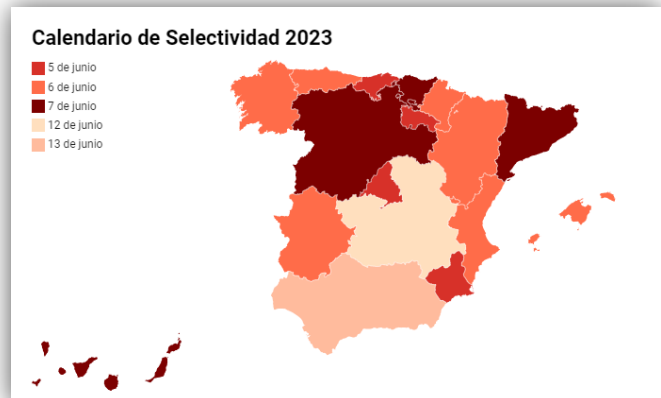 Calendario de Selectividad 2023
5 de junio
6 de junio
7 de junio
12 de junio
13 de junio